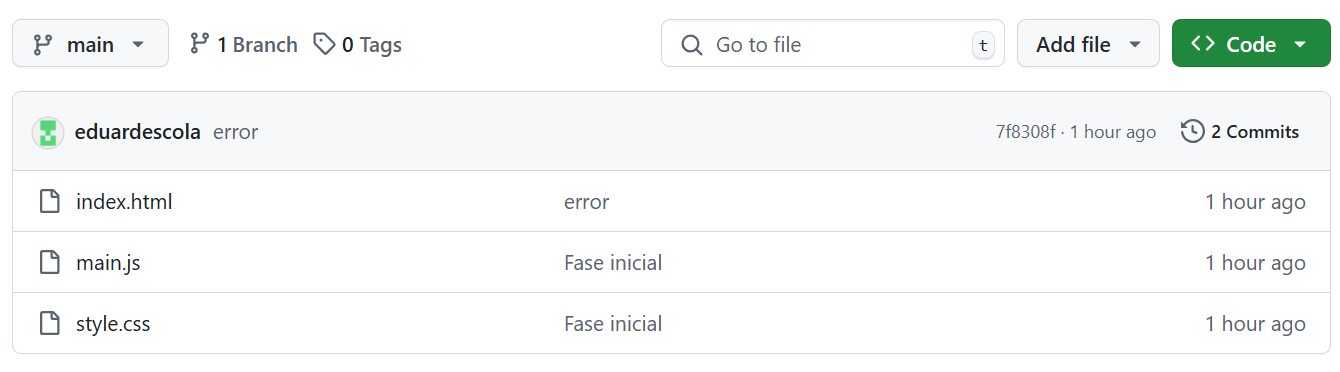 main 1 Branch 0 Tags Go to file t Add file Code
eduardescola error 7f8308f · 1 hour ago 2 Commits
index.html error 1 hour ago
main.js Fase inicial 1 hour ago
style.css Fase inicial 1 hour ago